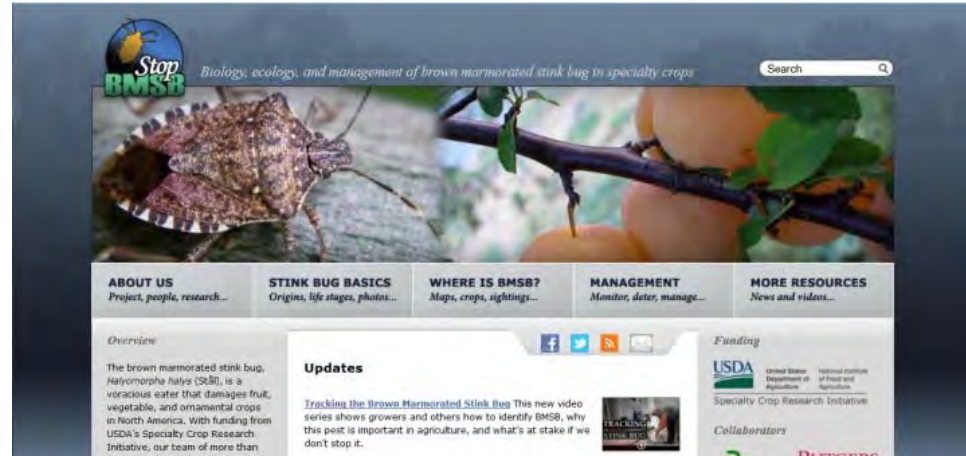 Stop
BMSB
Biology, ecology, and management of brown marmorated stink bug in specialty crops
Search
ABOUT US
Project, people, research...
STINK BUG BASICS
Origins, life stages, photos...
WHERE IS BMSB?
Maps, crops, sightings...
MANAGEMENT
Monitor, deter, manage...
MORE RESOURCES
News and videos...
Overview
The brown marmorated stink bug,
Halyomorpha halys (Stål), is a
voracious eater that damages fruit,
vegetable, and ornamental crops
in North America. With funding from
USDA's Specialty Crop Research
Initiative, our team of more than
Updates
Tracking the Brown Marmorated Stink Bug This new video
series shows growers and others how to identify BMSB, why
this pest is important in agriculture, and what's at stake if we
don't stop it.
TRACKING
STINK BUG
Funding
USDA
United States
Department of
Agriculture
National Institute
of Food and
Agriculture
Specialty Crop Research Initiative
Collaborators